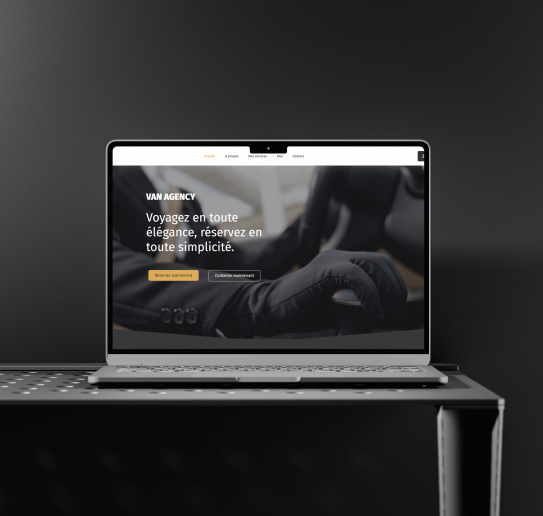 Accueil A propos Nos services FAQ Contact
VAN AGENCY
Voyagez en toute
élégance, réservez en
toute simplicité.
Réservez maintenant Contacter maintenant